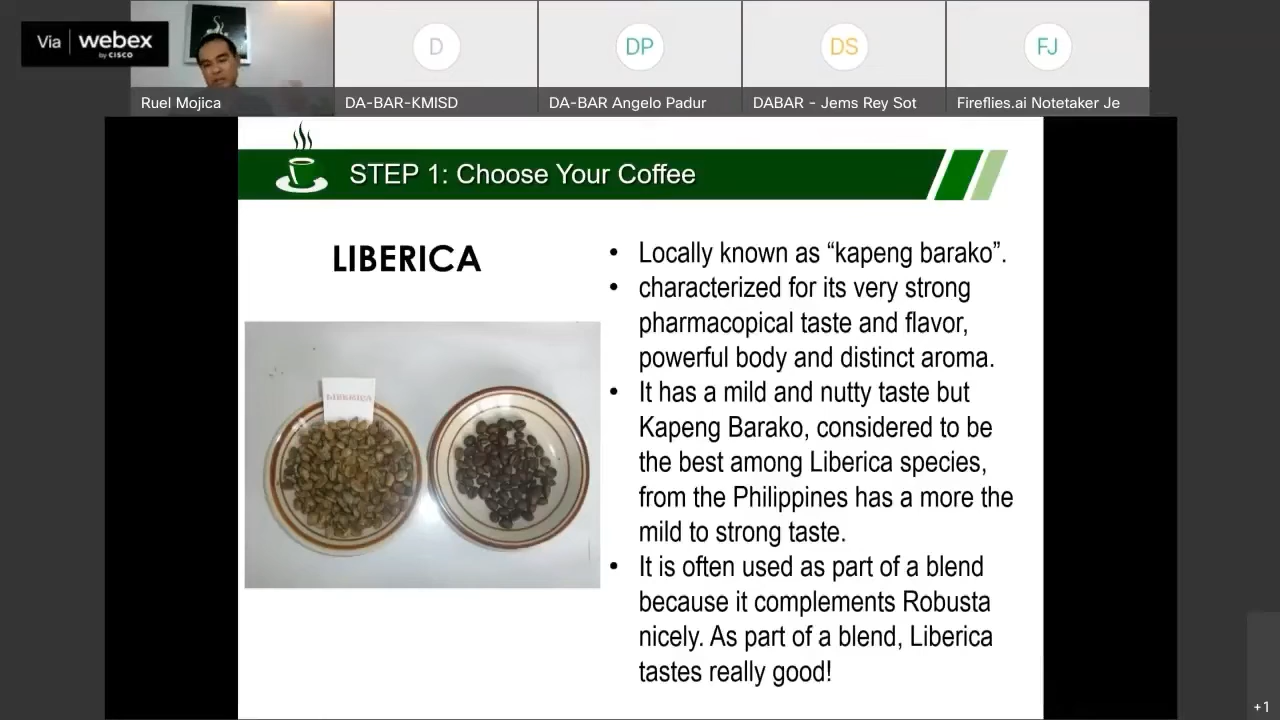 Via webex
by CISCO
Ruel Mojica
D
DA-BAR-KMISD
DP
DA-BAR Angelo Padur
DS
DABAR - Jems Rey Sot
FJ
Fireflies.ai Notetaker Je
STEP 1: Choose Your Coffee
LIBERICA
LIBERICA
• Locally known as “kapeng barako”.
• characterized for its very strong
pharmacopical taste and flavor,
powerful body and distinct aroma.
• It has a mild and nutty taste but
Kapeng Barako, considered to be
the best among Liberica species,
from the Philippines has a more the
mild to strong taste.
• It is often used as part of a blend
because it complements Robusta
nicely. As part of a blend, Liberica
tastes really good!
+1